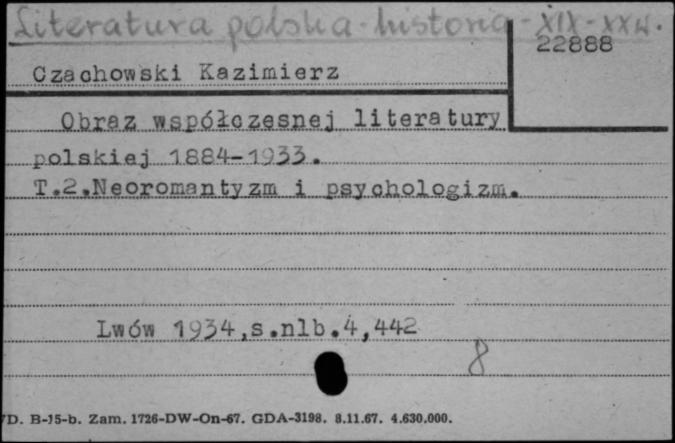 Literatura polska - historia - XIX-XX w.
22888
Czachowski Kazimierz
Obraz współczesnej literatury
polskiej 1884-1933.
T.2.Neoromantyzm i psychologizm.
Lwów 1934,s.nlb.4,442
8
D. B-15-b. Zam. 1726-DW-On-67. GDA-3198. 8.11.67. 4.630.000.